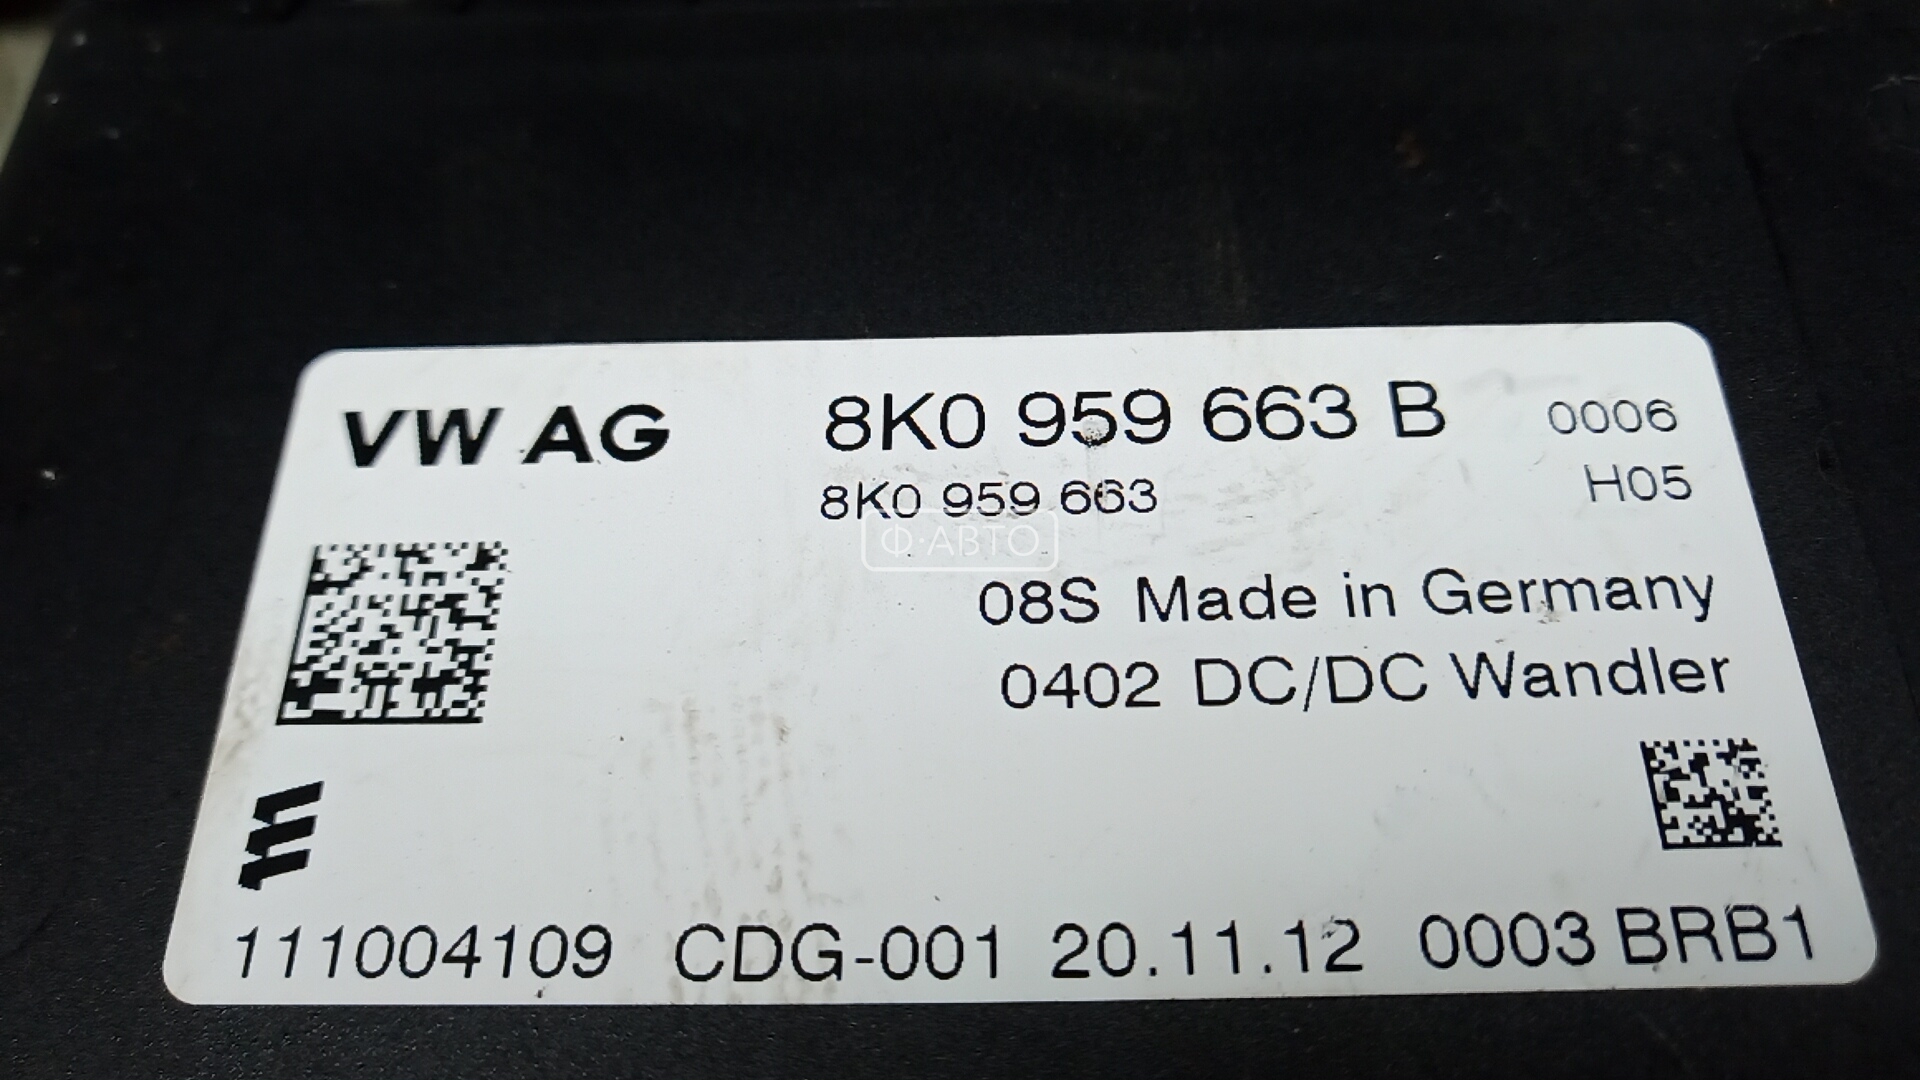 VW AG 8K0 959 663 B 0006
8K0 959 663 H05
Ф·АВТО
08S Made in Germany
0402 DC/DC Wandler
111004109 CDG-001 20.11.12 0003 BRB1